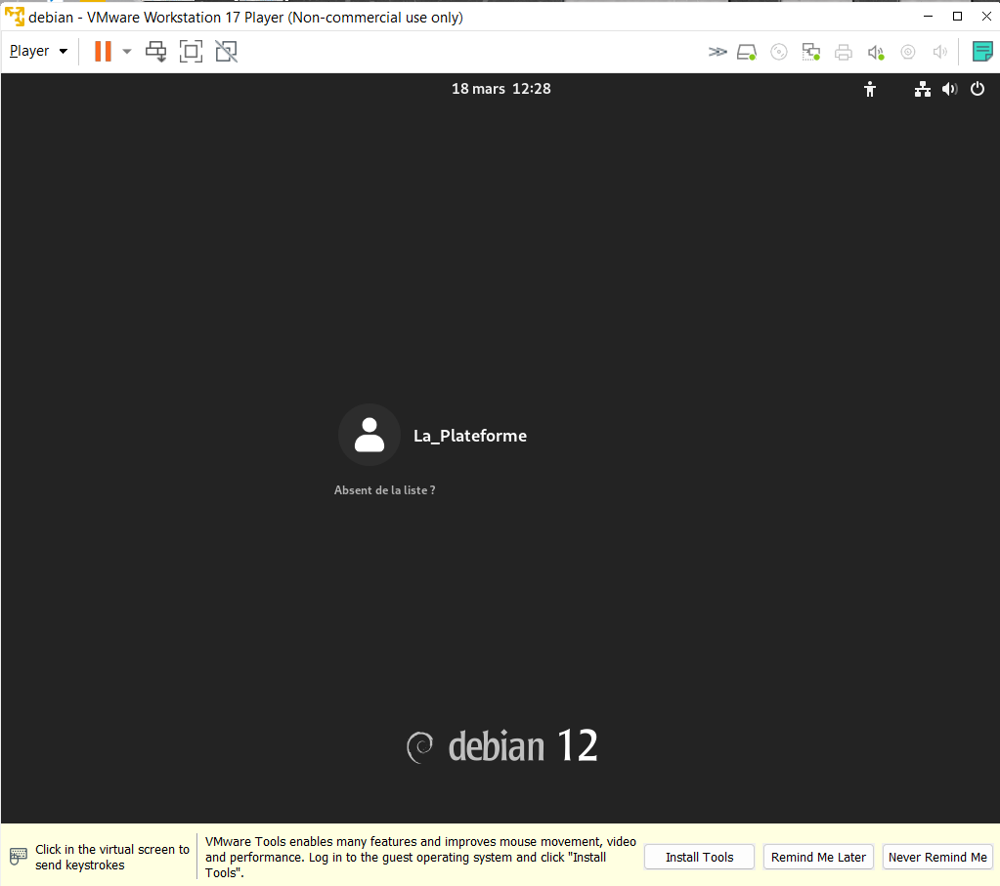 debian - VMware Workstation 17 Player (Non-commercial use only)
Player
18 mars 12:28
La_Plateforme
Absent de la liste ?
debian 12
Click in the virtual screen to
send keystrokes
VMware Tools enables many features and improves mouse movement, video
and performance. Log in to the guest operating system and click "Install
Tools".
Install Tools
Remind Me Later
Never Remind Me